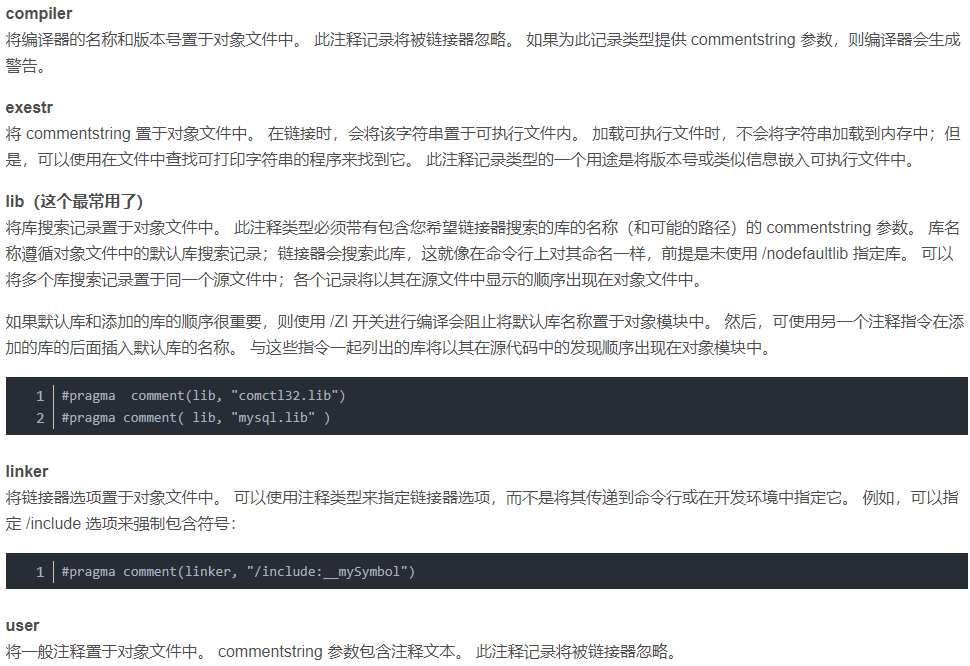 compiler
将编译器的名称和版本号置于对象文件中。 此注释记录将被链接器忽略。 如果为此记录类型提供 commentstring 参数，则编译器会生成
警告。
exestr
将 commentstring 置于对象文件中。 在链接时，会将该字符串置于可执行文件内。 加载可执行文件时，不会将字符串加载到内存中；但
是，可以使用在文件中查找可打印字符串的程序来找到它。 此注释记录类型的一个用途是将版本号或类似信息嵌入可执行文件中。
lib（这个最常用了）
将库搜索记录置于对象文件中。 此注释类型必须带有包含您希望链接器搜索的库的名称（和可能的路径）的 commentstring 参数。 库名
称遵循对象文件中的默认库搜索记录；链接器会搜索此库，这就像在命令行上对其命名一样，前提是未使用 /nodefaultlib 指定库。 可以
将多个库搜索记录置于同一个源文件中；各个记录将以其在源文件中显示的顺序出现在对象文件中。
如果默认库和添加的库的顺序很重要，则使用 /Zl 开关进行编译会阻止将默认库名称置于对象模块中。 然后，可使用另一个注释指令在添
加的库的后面插入默认库的名称。 与这些指令一起列出的库将以其在源代码中的发现顺序出现在对象模块中。
1 #pragma  comment(lib, "comctl32.lib")
2 #pragma comment( lib, "mysql.lib" )
linker
将链接器选项置于对象文件中。 可以使用注释类型来指定链接器选项，而不是将其传递到命令行或在开发环境中指定它。 例如，可以指
定 /include 选项来强制包含符号：
1 #pragma comment(linker, "/include:__mySymbol")
user
将一般注释置于对象文件中。 commentstring 参数包含注释文本。 此注释记录将被链接器忽略。